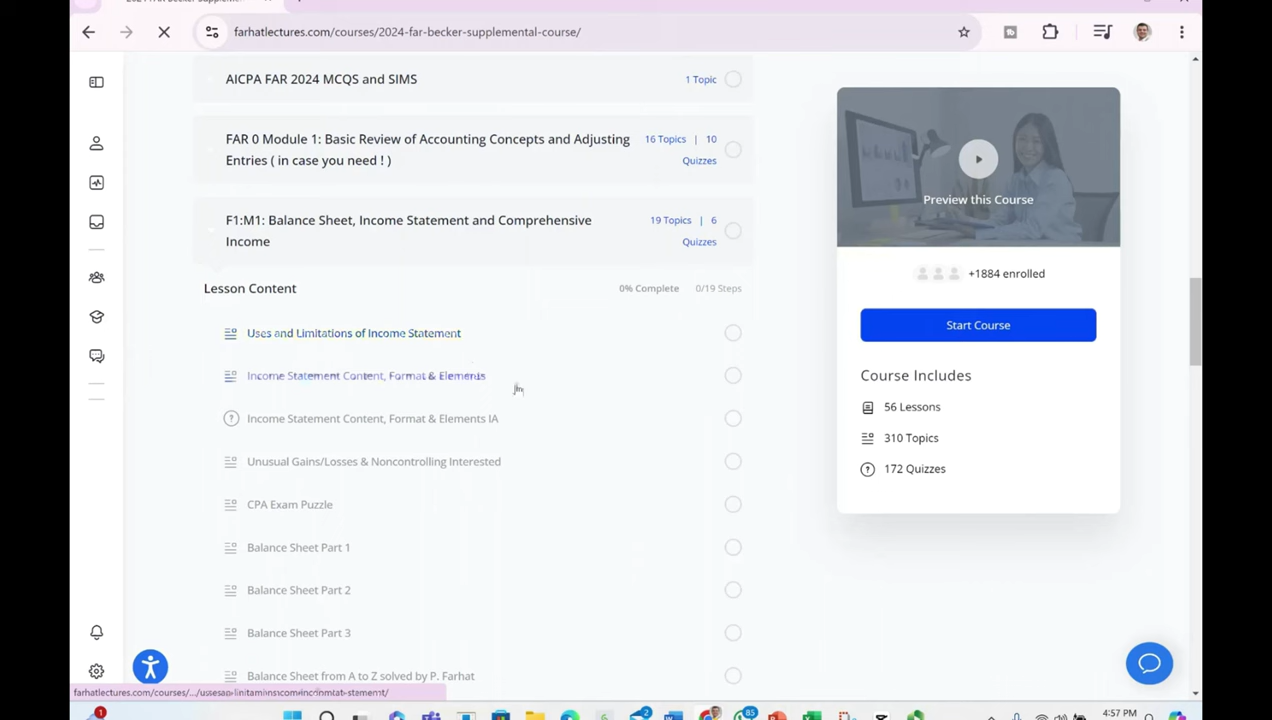 farhatlectures.com/courses/2024-far-becker-supplemental-course/
AICPA FAR 2024 MCQS and SIMS
1 Topic
FAR 0 Module 1: Basic Review of Accounting Concepts and Adjusting
Entries ( in case you need ! )
16 Topics | 10
Quizzes
F1:M1: Balance Sheet, Income Statement and Comprehensive
Income
19 Topics | 6
Quizzes
Lesson Content
0% Complete
0/19 Steps
Uses and Limitations of Income Statement
Income Statement Content, Format & Elements
Income Statement Content, Format & Elements IA
Unusual Gains/Losses & Noncontrolling Interested
CPA Exam Puzzle
Balance Sheet Part 1
Balance Sheet Part 2
Balance Sheet Part 3
Balance Sheet from A to Z solved by P. Farhat
Preview this Course
+1884 enrolled
Start Course
Course Includes
56 Lessons
310 Topics
172 Quizzes
farhatlectures.com/courses/.../
1
2
85
4:57 PM